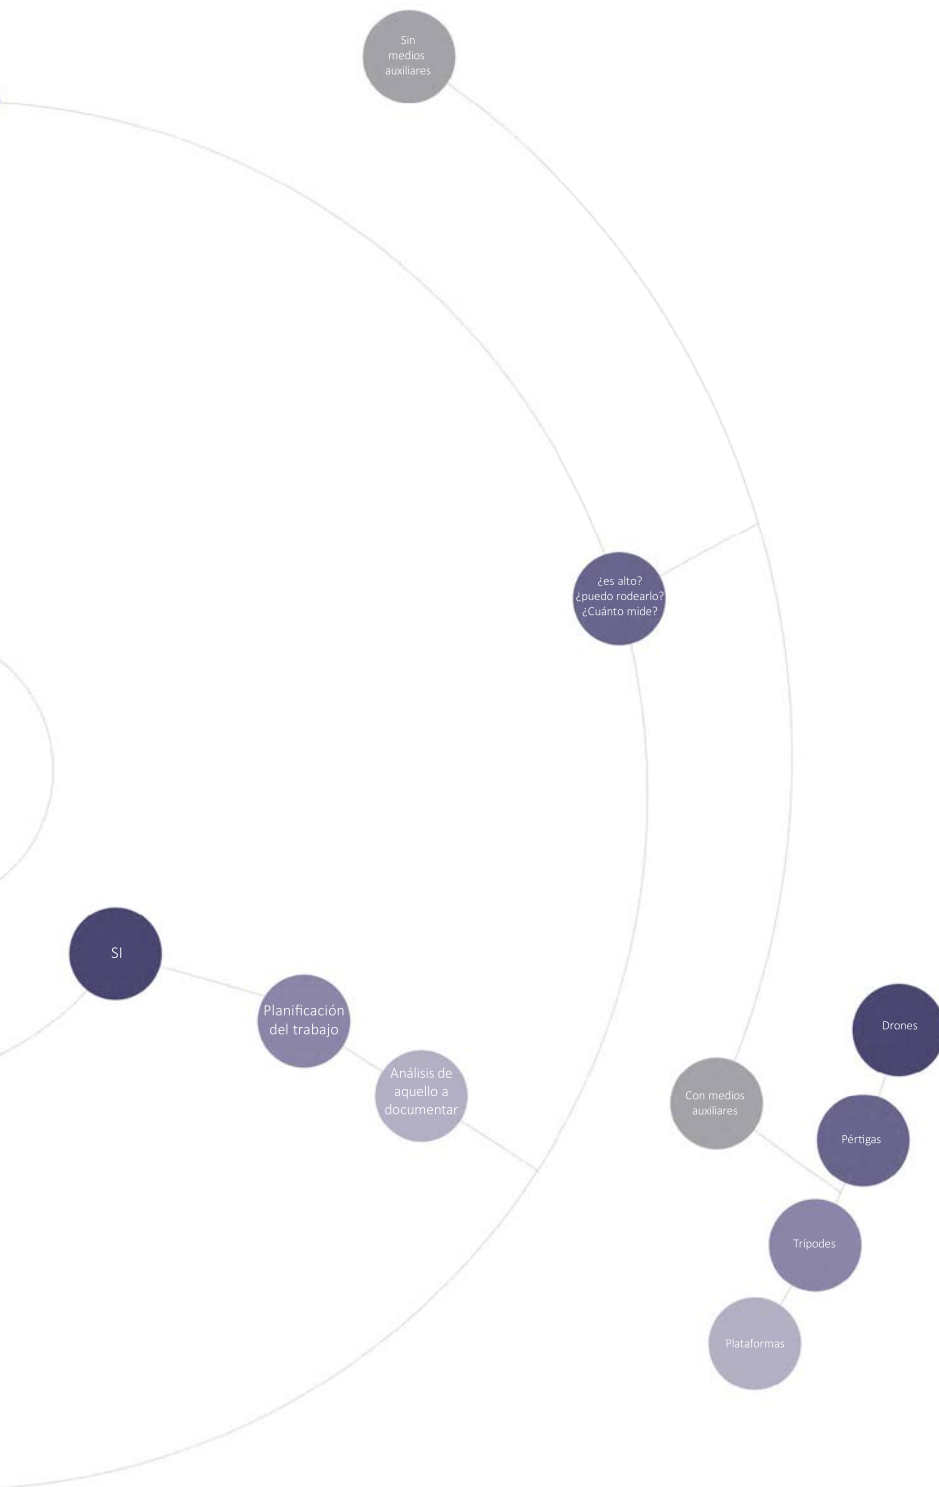 Sin
medios
auxiliares
¿es alto?
¿puedo rodearlo?
¿Cuánto mide?
SI
Planificación
del trabajo
Análisis de
aquello a
documentar
Con medios
auxiliares
Drones
Pértigas
Trípodes
Plataformas